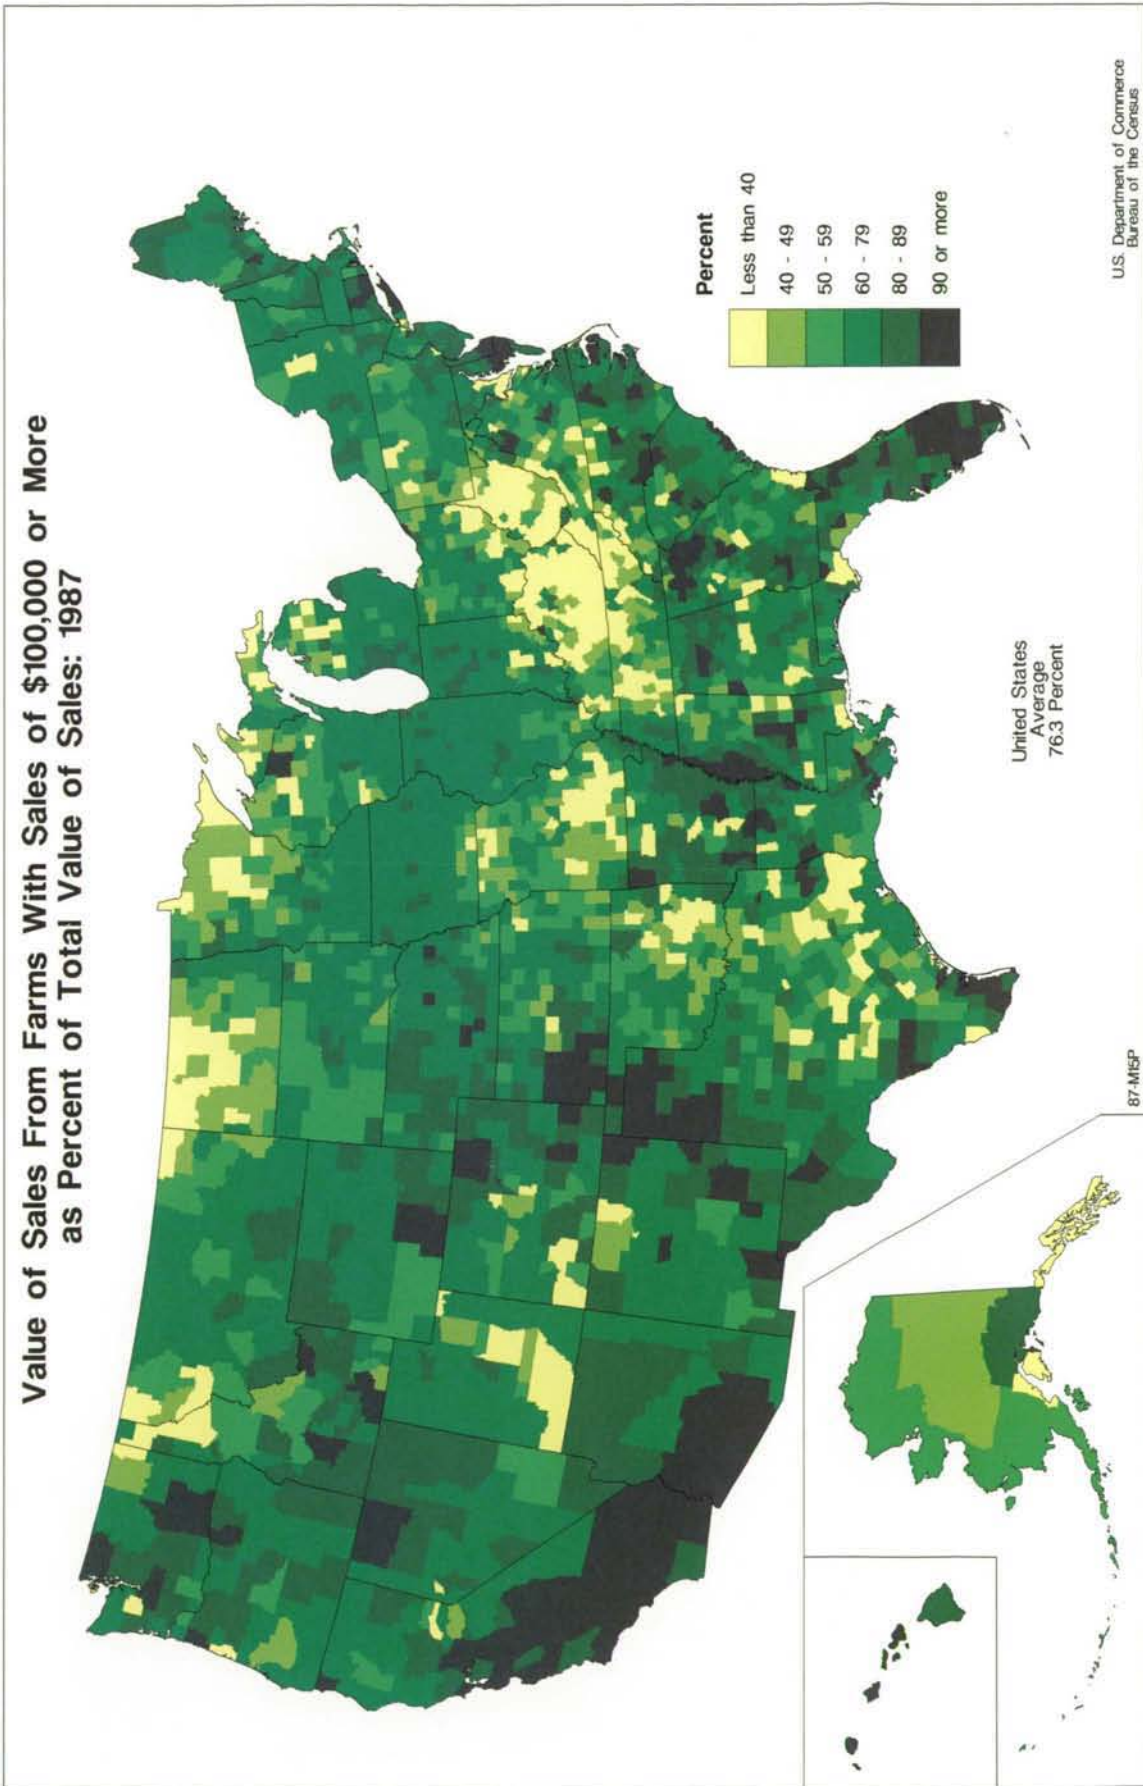 Value of Sales From Farms With Sales of $100,000 or More
as Percent of Total Value of Sales: 1987
Percent
Less than 40
40 - 49
50 - 59
60 - 79
80 - 89
90 or more
United States
Average
76.3 Percent
87-M15P
U.S. Department of Commerce
Bureau of the Census